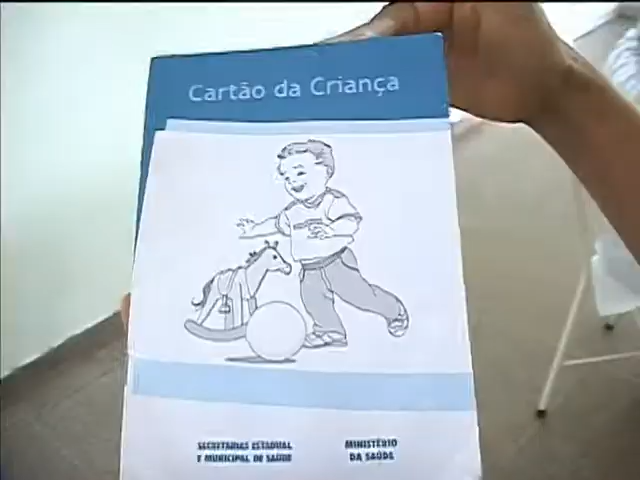 Cartão da Criança
SECRETARIAS ESTADUAL
E MUNICIPAL DE SAÚDE
MINISTÉRIO
DA SAÚDE